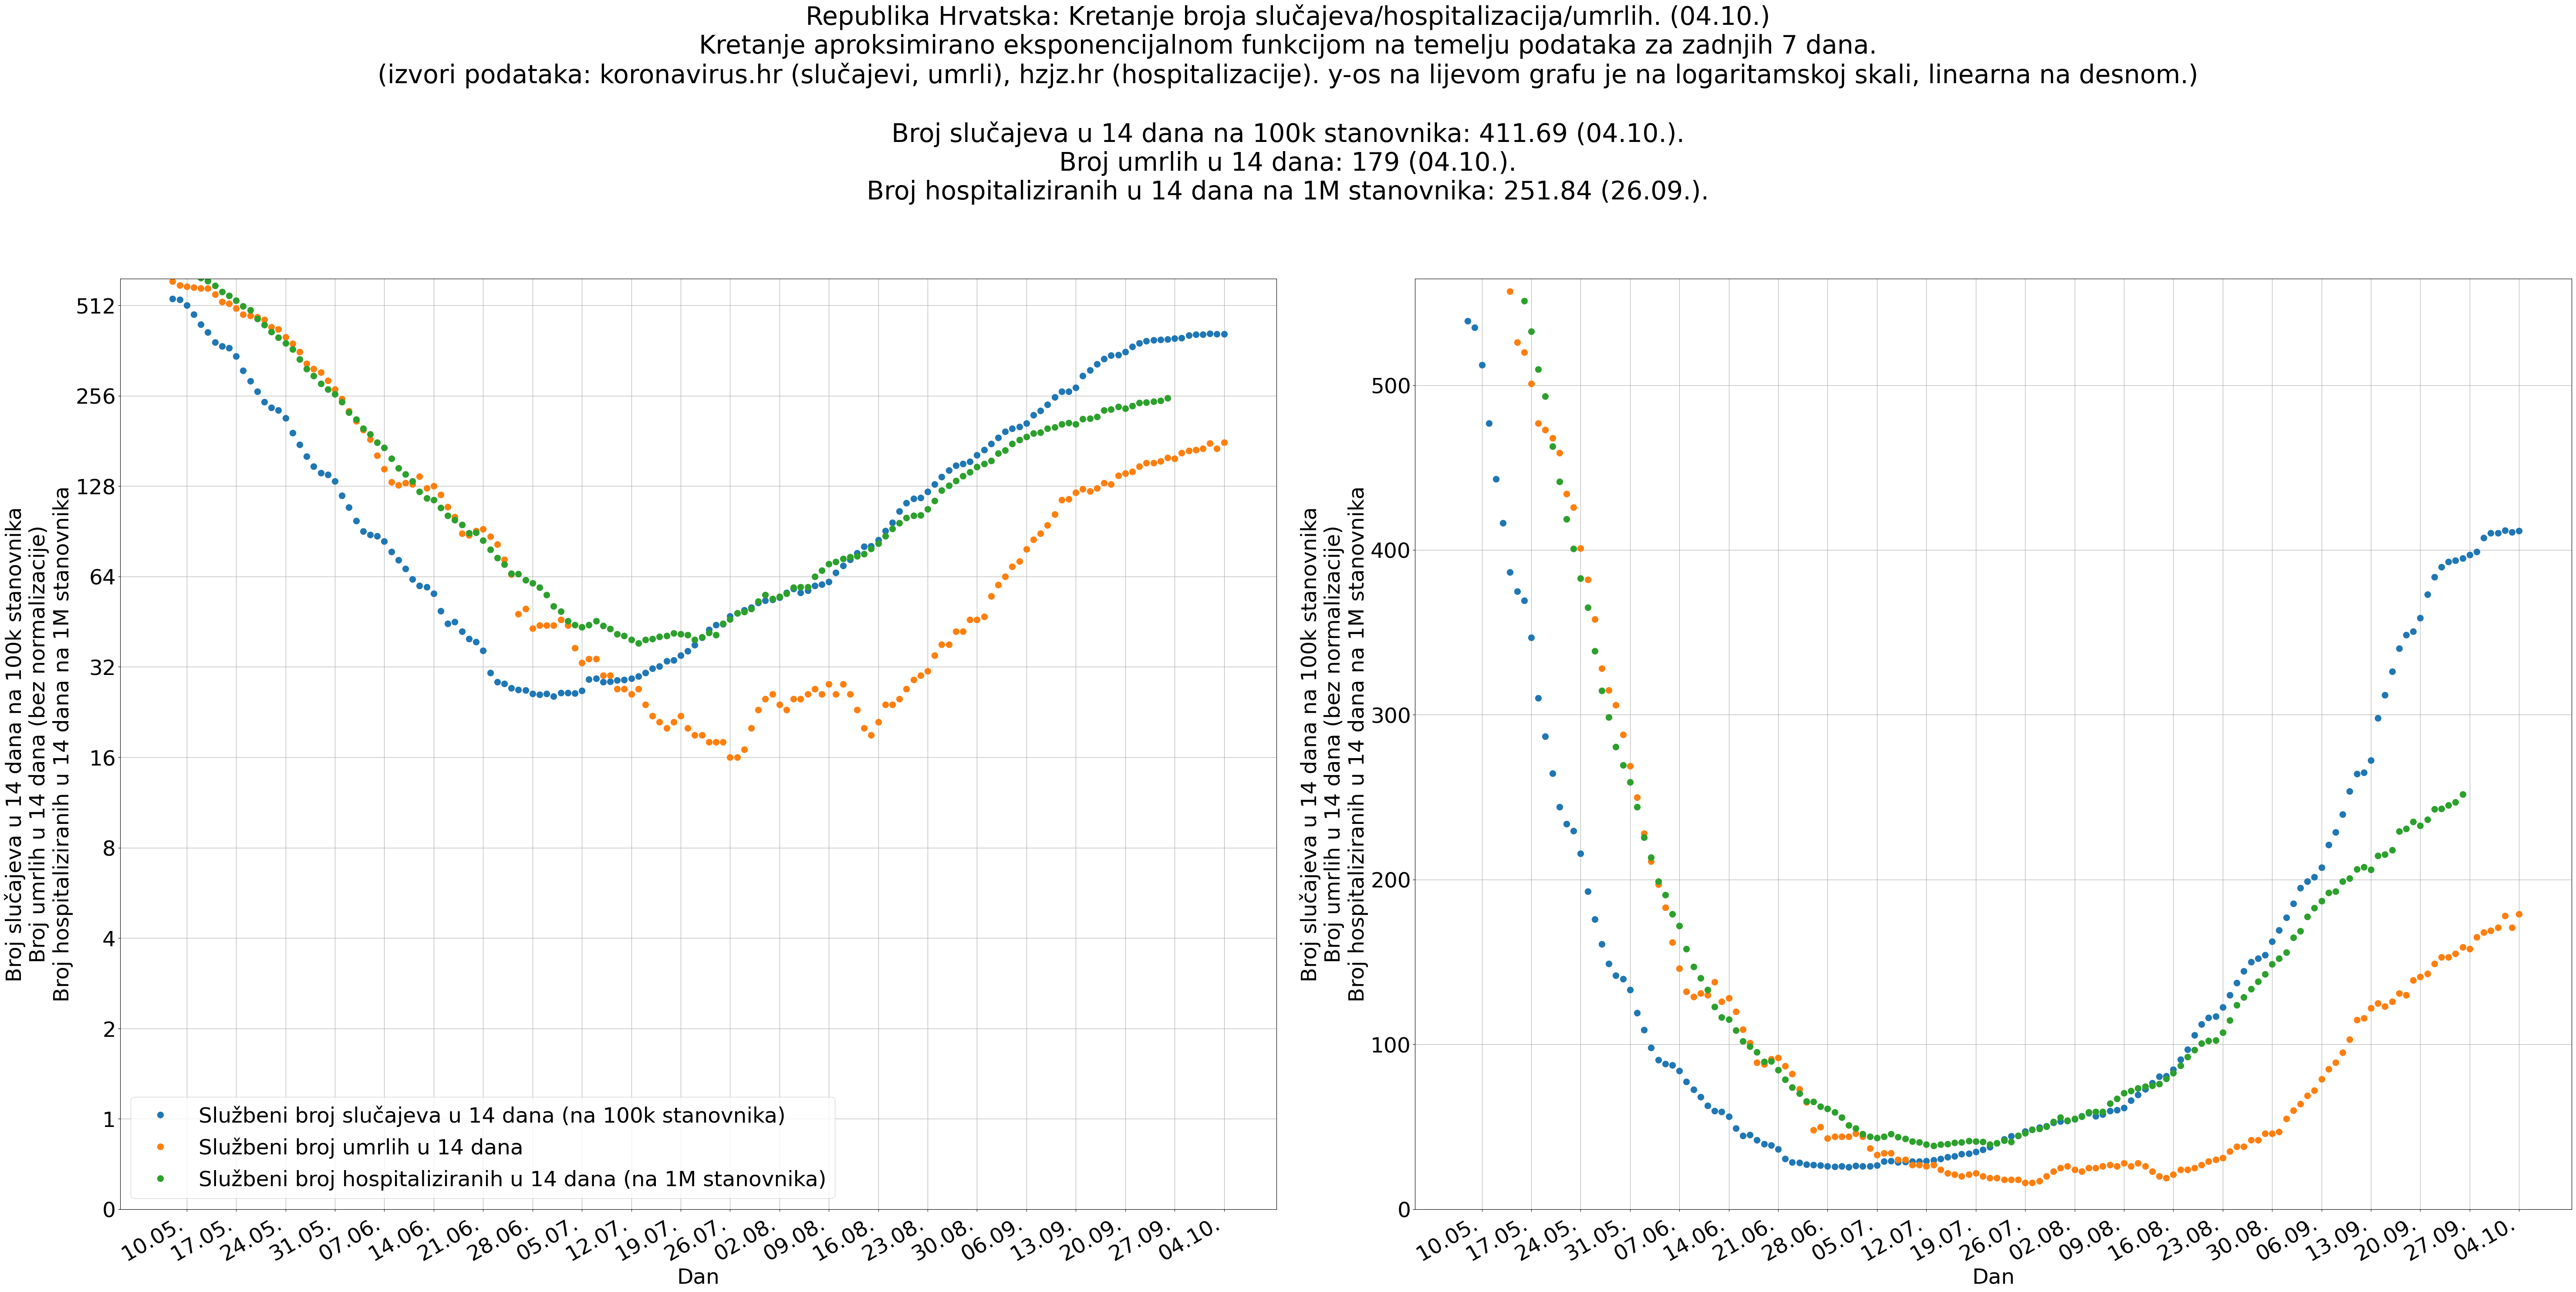 Republika Hrvatska: Kretanje broja slučajeva/hospitalizacija/umrlih. (04.10.)
Kretanje aproksimirano eksponencijalnom funkcijom na temelju podataka za zadnjih 7 dana.
(izvori podataka: koronavirus.hr (slučajevi, umrli), hzjz.hr (hospitalizacije). y-os na lijevom grafu je na logaritamskoj skali, linearna na desnom.)
Broj slučajeva u 14 dana na 100k stanovnika: 411.69 (04.10.).
Broj umrlih u 14 dana: 179 (04.10.).
Broj hospitaliziranih u 14 dana na 1M stanovnika: 251.84 (26.09.).
Broj slučajeva u 14 dana na 100k stanovnika
Broj umrlih u 14 dana (bez normalizacije)
Broj hospitaliziranih u 14 dana na 1M stanovnika
512
256
128
64
32
16
8
4
2
1
0
Službeni broj slučajeva u 14 dana (na 100k stanovnika)
Službeni broj umrlih u 14 dana
Službeni broj hospitaliziranih u 14 dana (na 1M stanovnika)
10.05. 17.05. 24.05. 31.05. 07.06. 14.06. 21.06. 28.06. 05.07. 12.07. 19.07. 26.07. 02.08. 09.08. 16.08. 23.08. 30.08. 06.09. 13.09. 20.09. 27.09. 04.10.
Dan
Broj slučajeva u 14 dana na 100k stanovnika
Broj umrlih u 14 dana (bez normalizacije)
Broj hospitaliziranih u 14 dana na 1M stanovnika
500
400
300
200
100
0
10.05. 17.05. 24.05. 31.05. 07.06. 14.06. 21.06. 28.06. 05.07. 12.07. 19.07. 26.07. 02.08. 09.08. 16.08. 23.08. 30.08. 06.09. 13.09. 20.09. 27.09. 04.10.
Dan